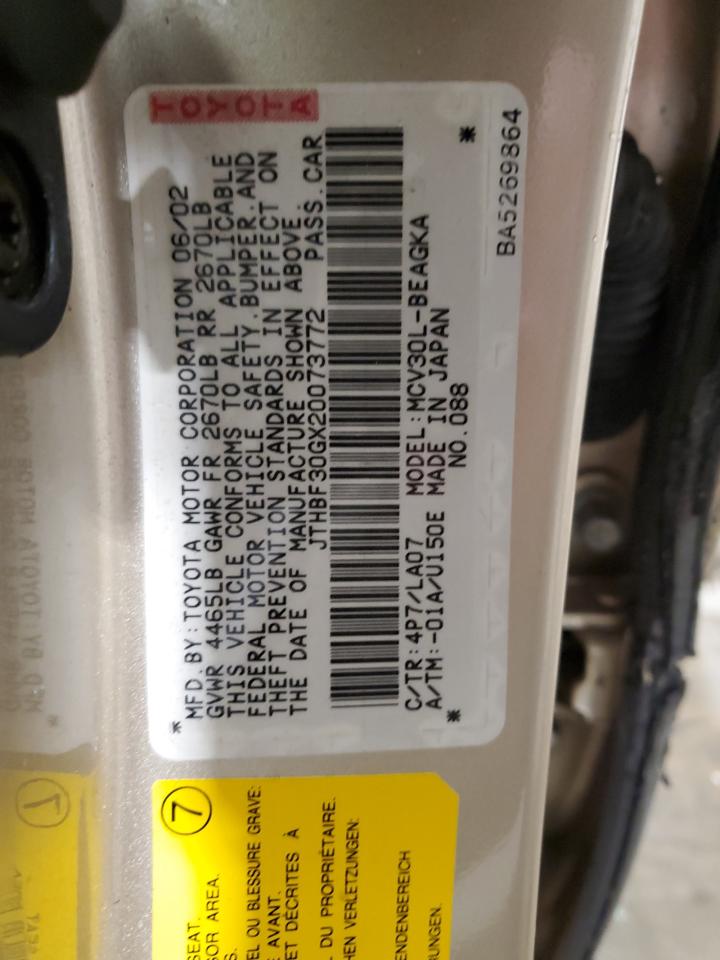 TOYOTA
MFD.BY:TOYOTA MOTOR CORPORATION 06/02
GVWR 4465LB GAWR FR 2670LB RR 2670LB
THIS VEHICLE CONFORMS TO ALL APPLICABLE
FEDERAL MOTOR VEHICLE SAFETY.BUMPER.AND
THEFT PREVENTION STANDARDS IN EFFECT ON
THE DATE OF MANUFACTURE SHOWN ABOVE.
JTHBF30GX20073772 PASS.CAR
C/TR:4P7/LA07 MODEL:MCV30L-BEAGKA
A/TM:-01A/U150E MADE IN JAPAN
NO.088
BA5269864
7
SEAT.
SOR AREA.
EL OU BLESSURE GRAVE:
E AVANT.
ET DÉCRITES À
L DU PROPRIÉTAIRE.
HEN VERLETZUNGEN:
ENDENBEREICH
RUNGEN.